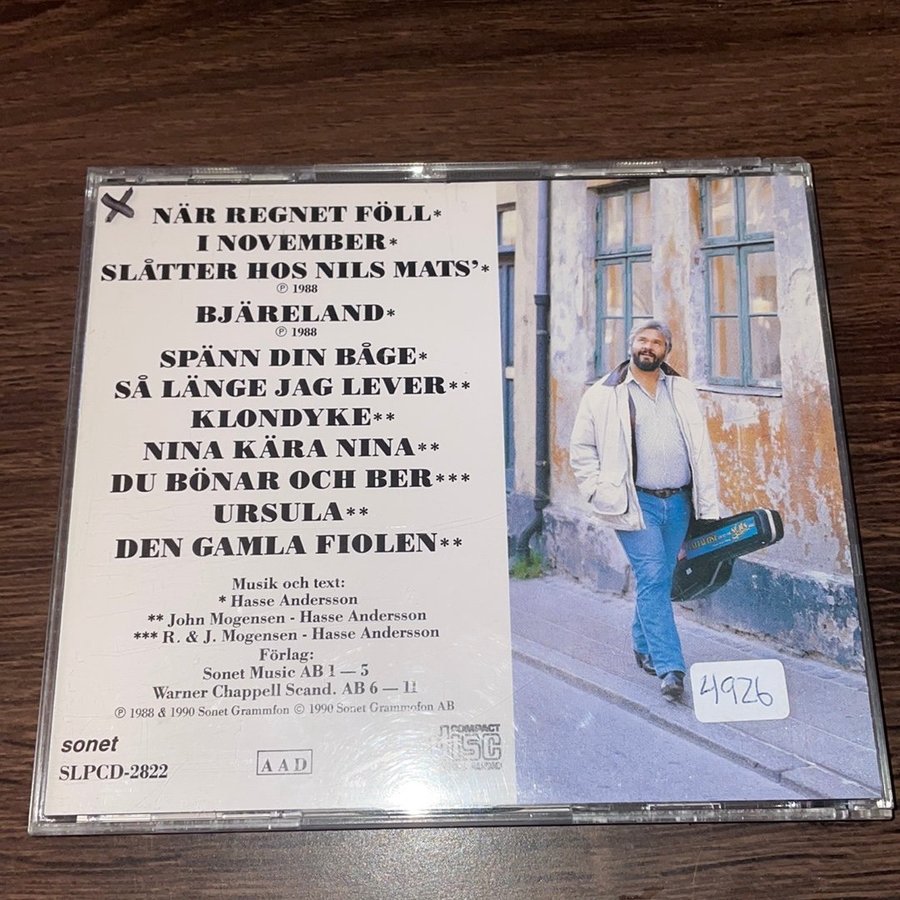 NÄR REGNET FÖLL*
I NOVEMBER*
SLÅTTER HOS NILS MATS'*
℗ 1988
BJÄRELAND*
℗ 1988
SPÄNN DIN BÅGE*
SÅ LÄNGE JAG LEVER**
KLONDYKE**
NINA KÄRA NINA**
DU BÖNAR OCH BER***
URSULA**
DEN GAMLA FIOLEN**
Musik och text:
* Hasse Andersson
** John Mogensen - Hasse Andersson
*** R. & J. Mogensen - Hasse Andersson
Förlag:
Sonet Music AB 1 — 5
Warner Chappell Scand. AB 6 — 11
℗ 1988 & 1990 Sonet Grammfon © 1990 Sonet Grammofon AB
sonet
SLPCD-2822
AAD
COMPACT
DISC
4926